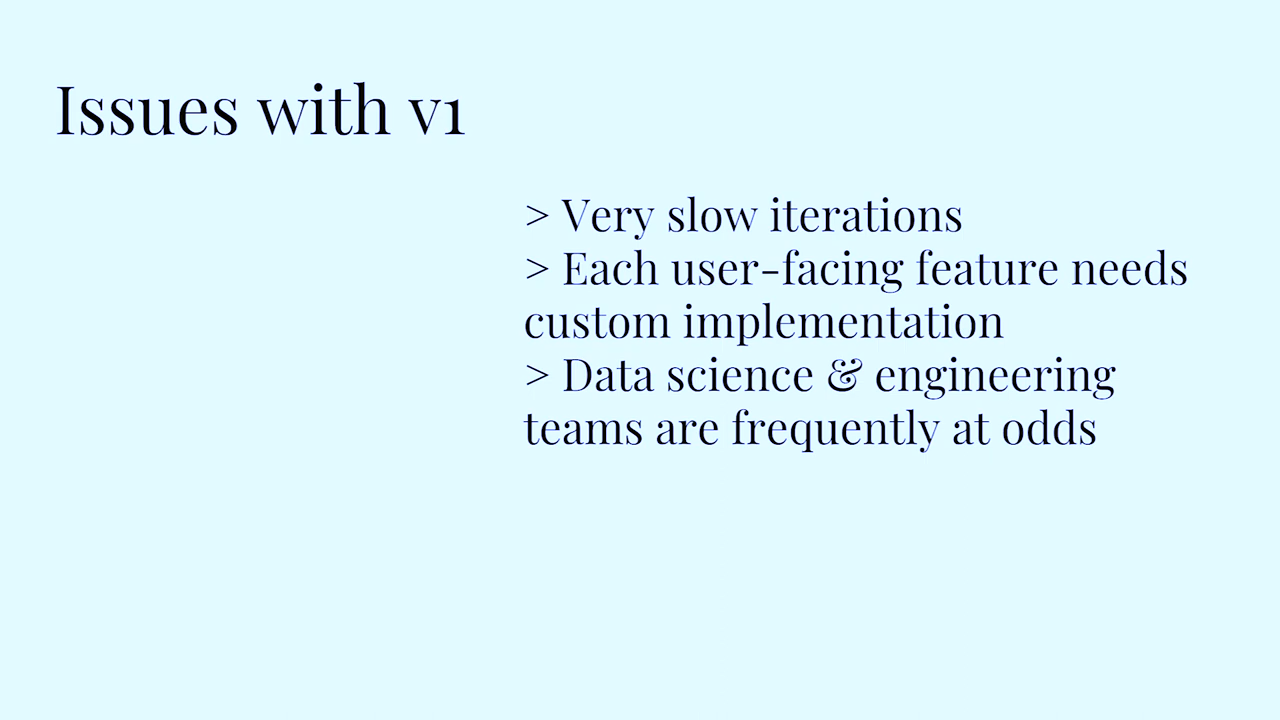 Issues with v1
> Very slow iterations
> Each user-facing feature needs
custom implementation
> Data science & engineering
teams are frequently at odds